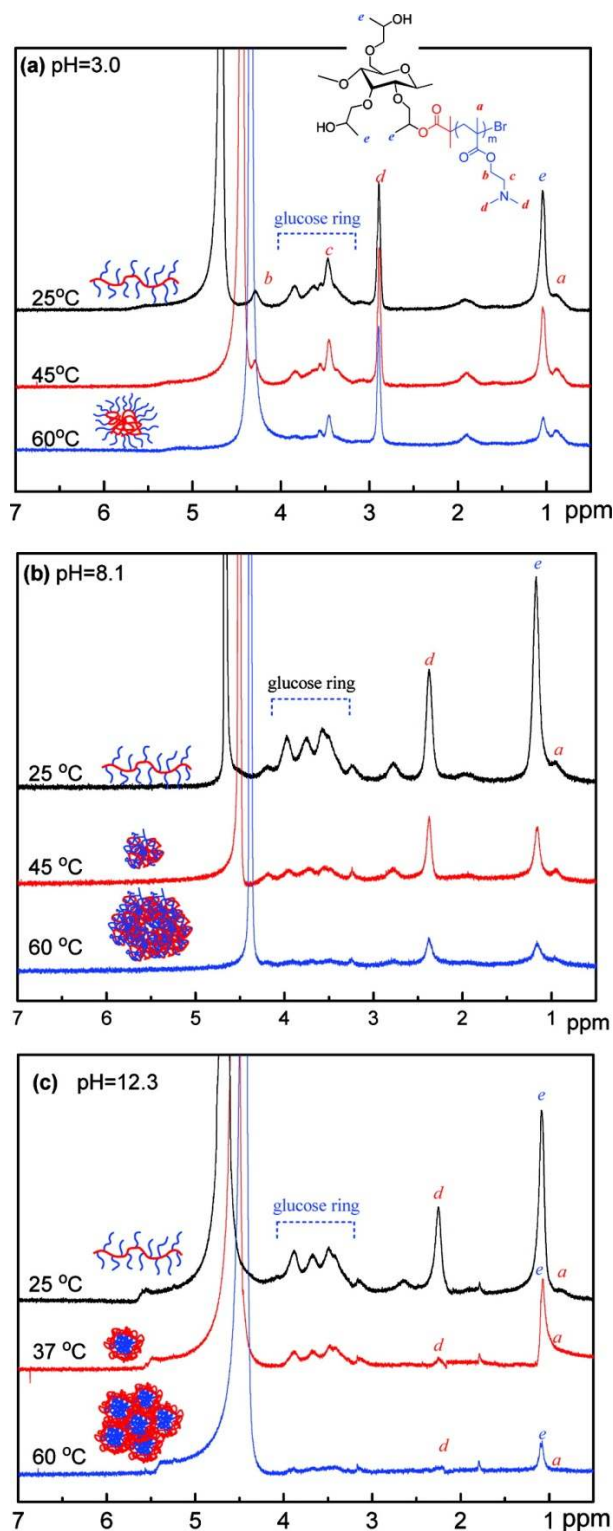 e
OH
(a) pH=3.0
O
O
O
O
O
O
a
HO
e
e
O
O
Br
m
O
O
b
c
N
d
d
d
e
glucose ring
b
c
a
25°C
45°C
60°C
7 6 5 4 3 2 1 ppm
(b) pH=8.1
e
d
glucose ring
a
25 °C
45 °C
60 °C
7 6 5 4 3 2 1 ppm
(c) pH=12.3
e
d
glucose ring
25 °C
e
a
37 °C
d
a
60 °C
d
e
a
7 6 5 4 3 2 1 ppm